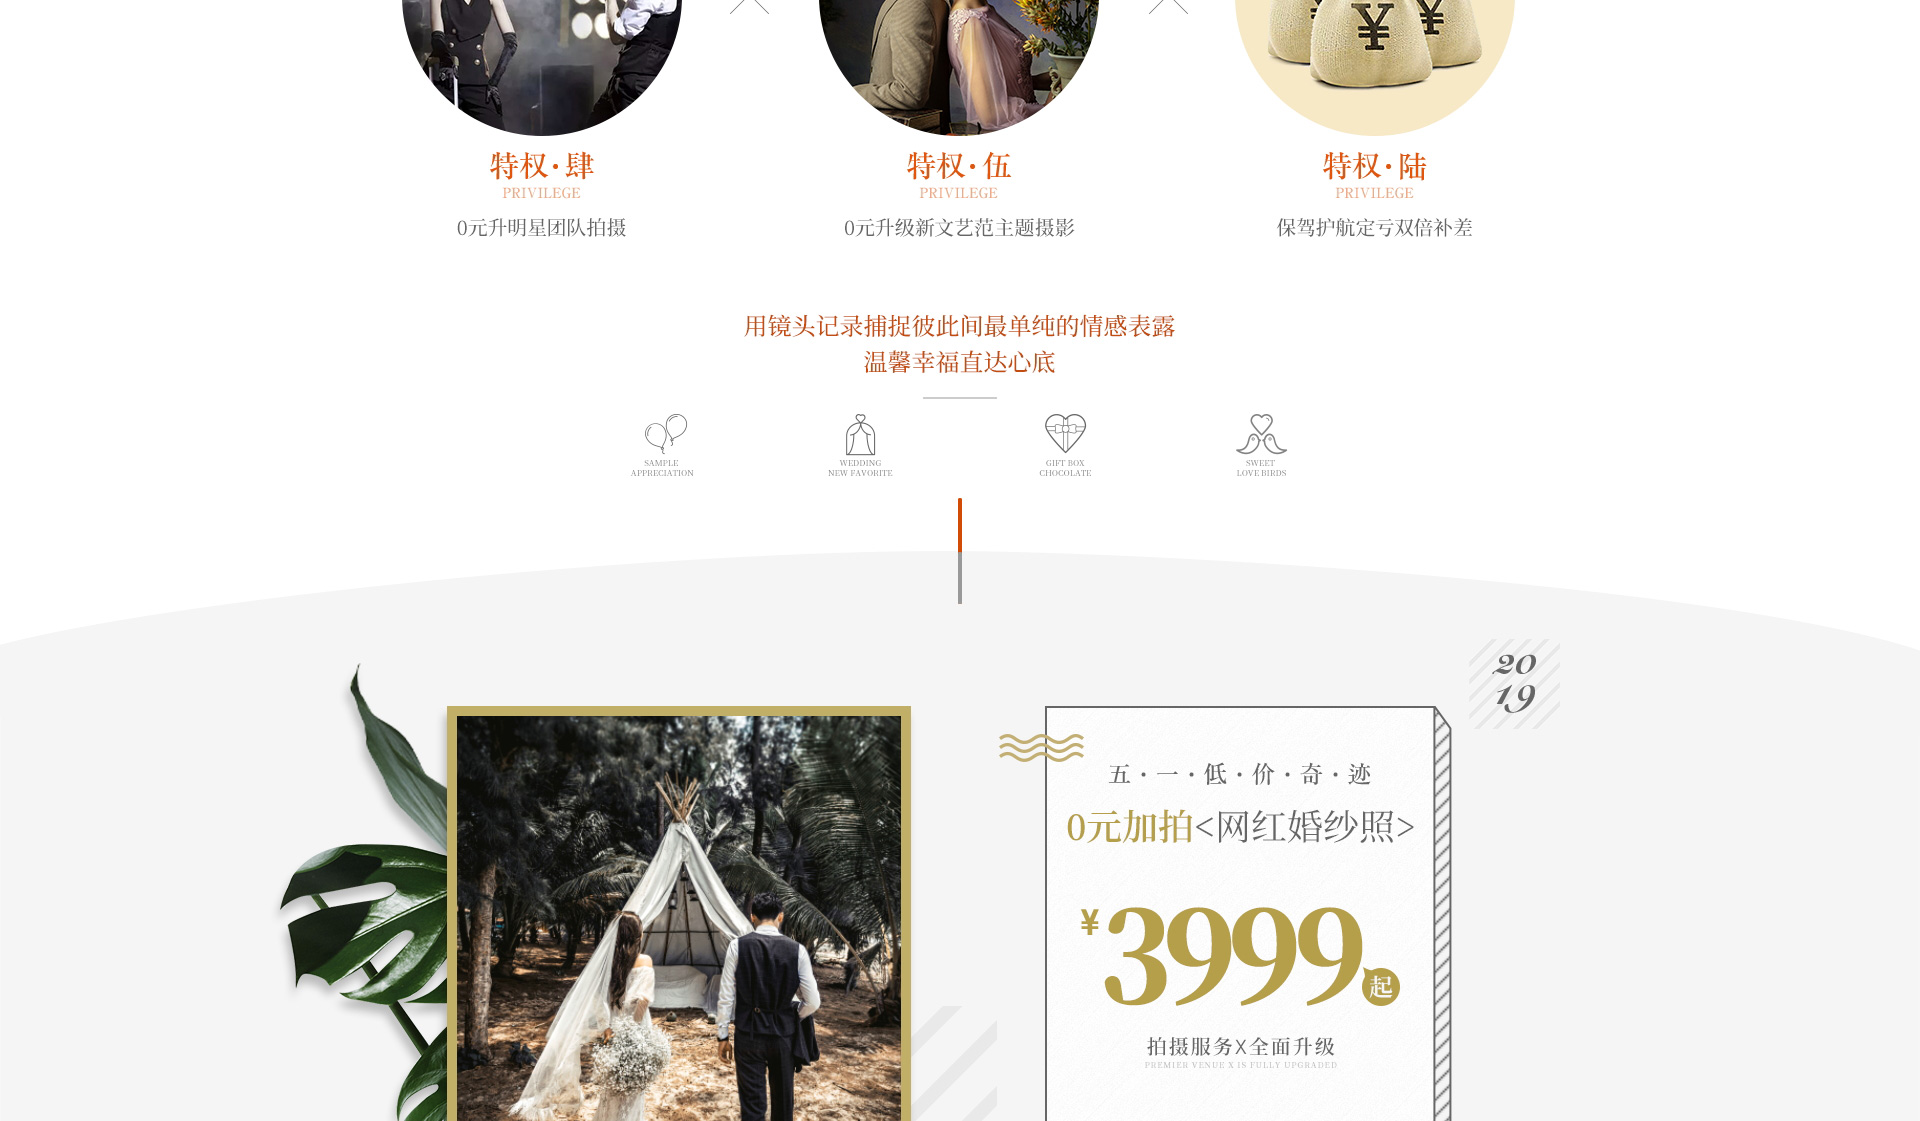 ¥ ¥ ¥
特权·肆
PRIVILEGE
0元升明星团队拍摄
特权·伍
PRIVILEGE
0元升级新文艺范主题摄影
特权·陆
PRIVILEGE
保驾护航定亏双倍补差
用镜头记录捕捉彼此间最单纯的情感表露
温馨幸福直达心底
SAMPLE
APPRECIATION
WEDDING
NEW FAVORITE
GIFT BOX
CHOCOLATE
SWEET
LOVE BIRDS
20
19
五·一·低·价·奇·迹
0元加拍<网红婚纱照>
¥3999起
拍摄服务X全面升级
PREMIER VENUE X IS FULLY UPGRADED